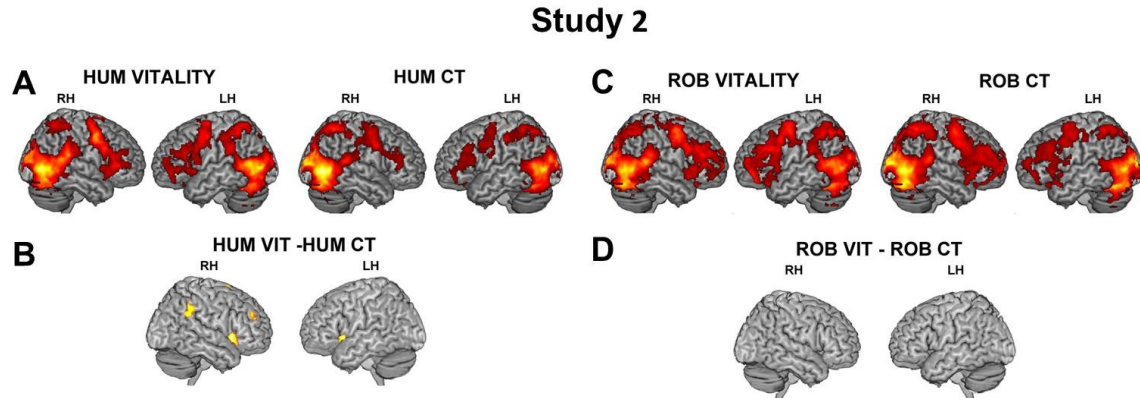 Study 2
A
HUM VITALITY
HUM CT
RH
LH
RH
LH
C
ROB VITALITY
ROB CT
RH
LH
RH
LH
B
HUM VIT -HUM CT
RH
LH
D
ROB VIT - ROB CT
RH
LH